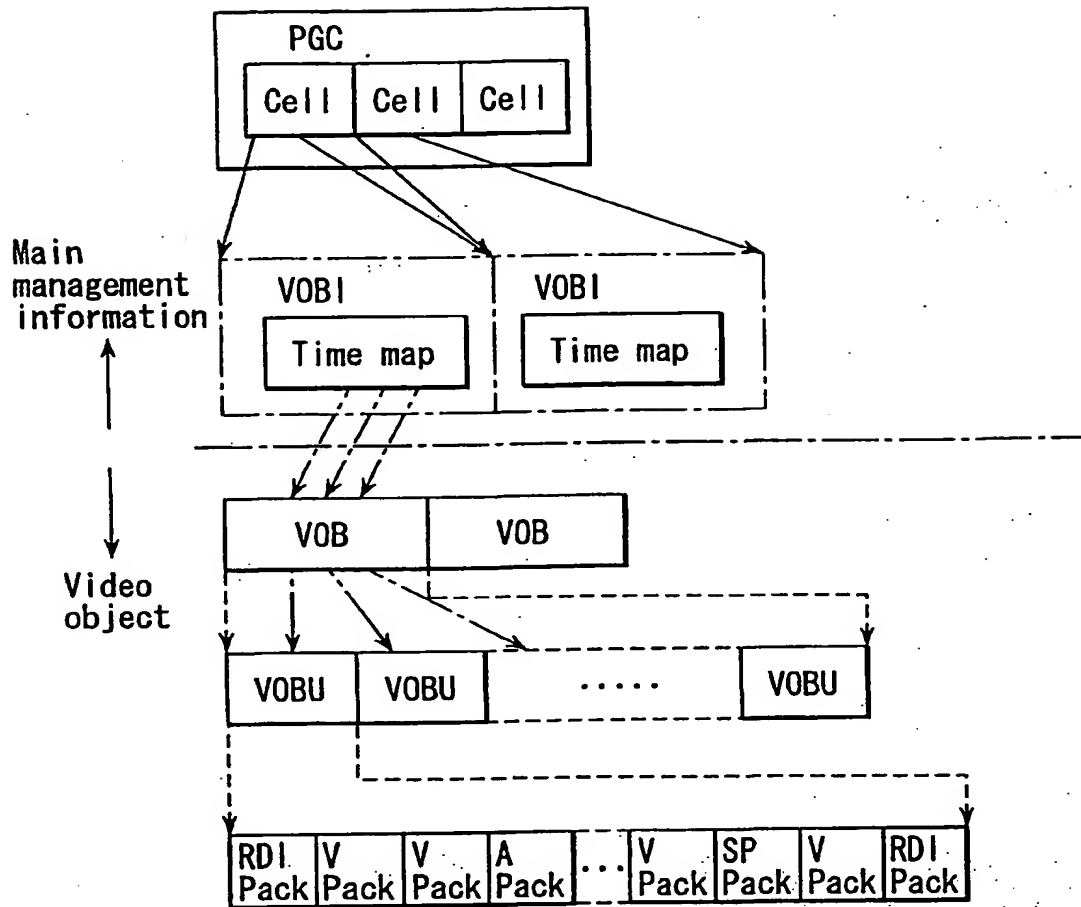 PGC
Cell Cell Cell
Main
management
information
VOBI VOBI
Time map Time map
VOB VOB
Video
object
VOBU VOBU ..... VOBU
RDI V V A ... V SP V RDI
Pack Pack Pack Pack Pack Pack Pack Pack